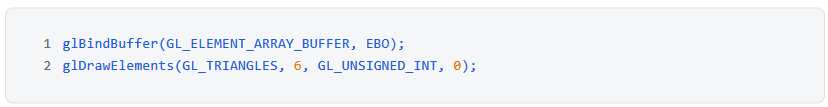 1 glBindBuffer(GL_ELEMENT_ARRAY_BUFFER, EBO);
2 glDrawElements(GL_TRIANGLES, 6, GL_UNSIGNED_INT, 0);